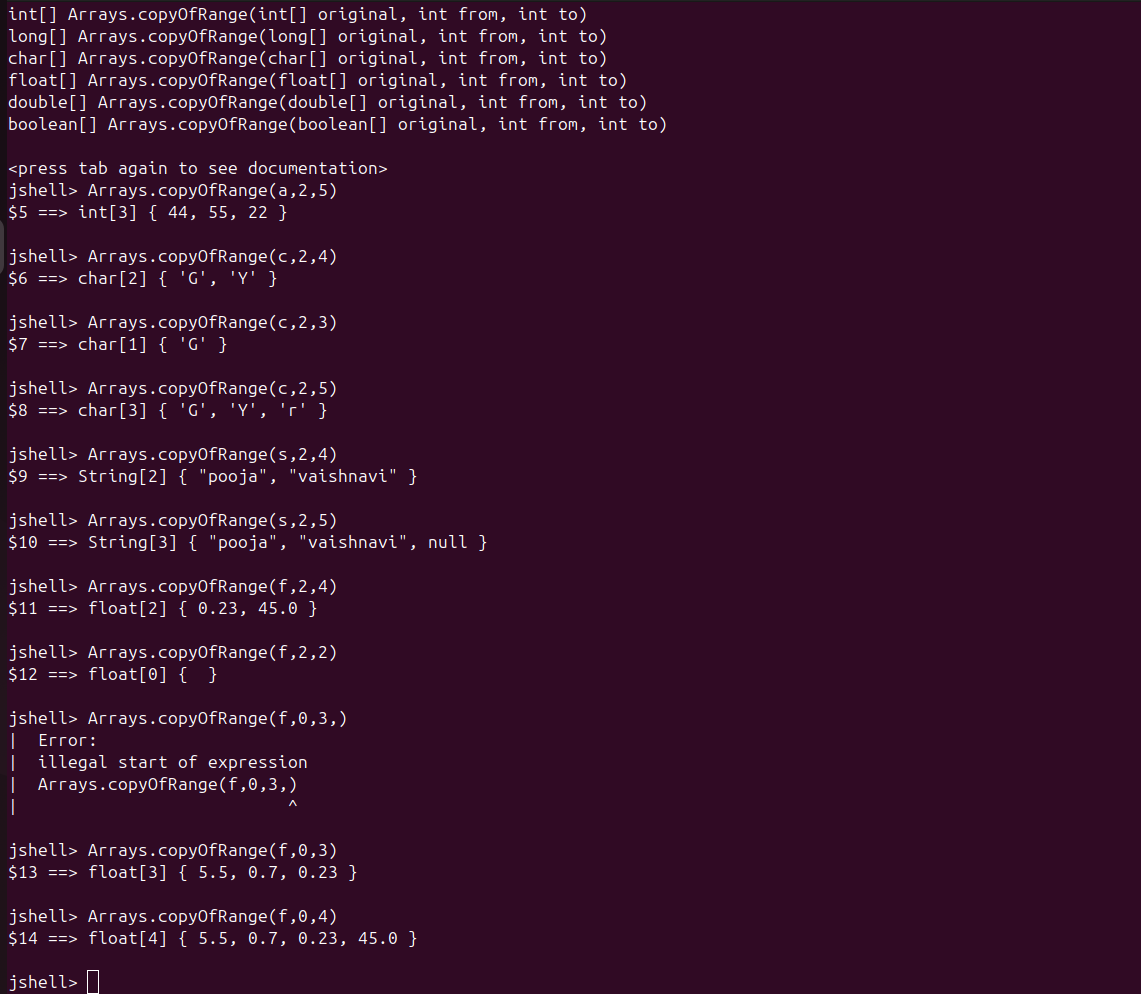 int[] Arrays.copyOfRange(int[] original, int from, int to)
long[] Arrays.copyOfRange(long[] original, int from, int to)
char[] Arrays.copyOfRange(char[] original, int from, int to)
float[] Arrays.copyOfRange(float[] original, int from, int to)
double[] Arrays.copyOfRange(double[] original, int from, int to)
boolean[] Arrays.copyOfRange(boolean[] original, int from, int to)

<press tab again to see documentation>
jshell> Arrays.copyOfRange(a,2,5)
$5 ==> int[3] { 44, 55, 22 }

jshell> Arrays.copyOfRange(c,2,4)
$6 ==> char[2] { 'G', 'Y' }

jshell> Arrays.copyOfRange(c,2,3)
$7 ==> char[1] { 'G' }

jshell> Arrays.copyOfRange(c,2,5)
$8 ==> char[3] { 'G', 'Y', 'r' }

jshell> Arrays.copyOfRange(s,2,4)
$9 ==> String[2] { "pooja", "vaishnavi" }

jshell> Arrays.copyOfRange(s,2,5)
$10 ==> String[3] { "pooja", "vaishnavi", null }

jshell> Arrays.copyOfRange(f,2,4)
$11 ==> float[2] { 0.23, 45.0 }

jshell> Arrays.copyOfRange(f,2,2)
$12 ==> float[0] {  }

jshell> Arrays.copyOfRange(f,0,3,)
|  Error:
|  illegal start of expression
|  Arrays.copyOfRange(f,0,3,)
|                           ^

jshell> Arrays.copyOfRange(f,0,3)
$13 ==> float[3] { 5.5, 0.7, 0.23 }

jshell> Arrays.copyOfRange(f,0,4)
$14 ==> float[4] { 5.5, 0.7, 0.23, 45.0 }

jshell>